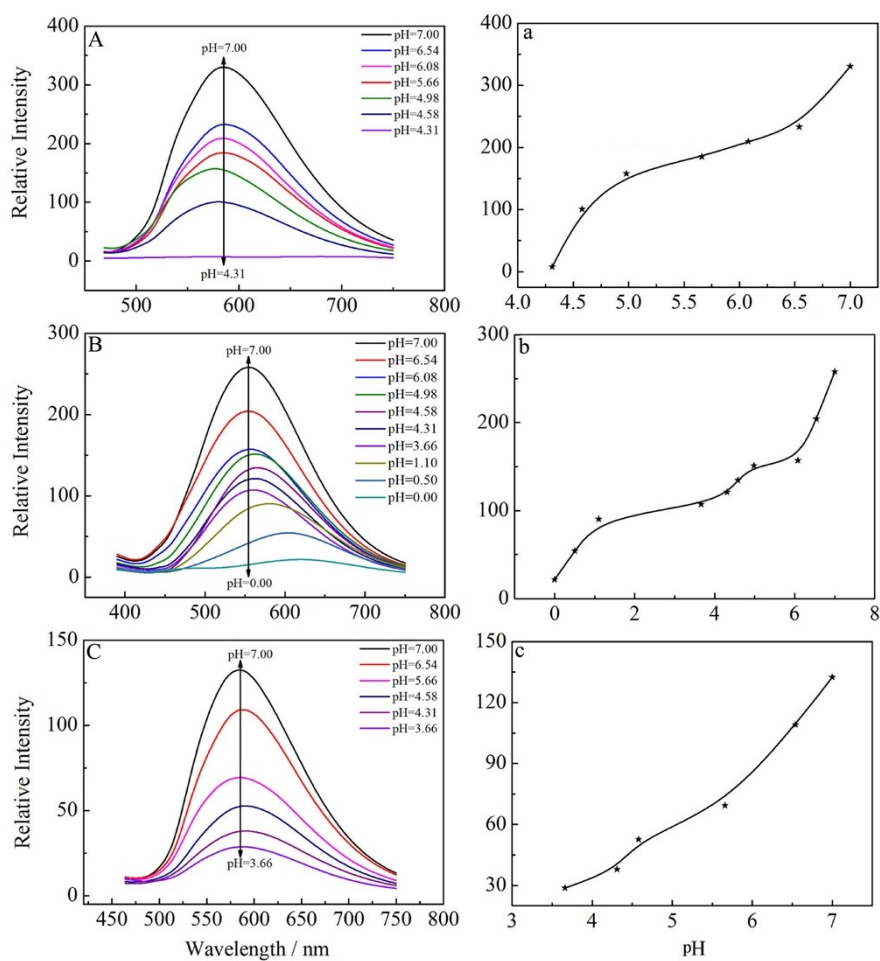 A
Relative Intensity
400
300
200
100
0
500
600
700
800
pH=7.00
pH=4.31
pH=7.00
pH=6.54
pH=6.08
pH=5.66
pH=4.98
pH=4.58
pH=4.31
a
400
300
200
100
0
4.0
4.5
5.0
5.5
6.0
6.5
7.0
B
Relative Intensity
300
200
100
0
400
500
600
700
800
pH=7.00
pH=0.00
pH=7.00
pH=6.54
pH=6.08
pH=4.98
pH=4.58
pH=4.31
pH=3.66
pH=1.10
pH=0.50
pH=0.00
b
300
200
100
0
0
2
4
6
8
C
Relative Intensity
150
100
50
0
450
500
550
600
650
700
750
800
Wavelength / nm
pH=7.00
pH=3.66
pH=7.00
pH=6.54
pH=5.66
pH=4.58
pH=4.31
pH=3.66
c
150
120
90
60
30
3
4
5
6
7
pH